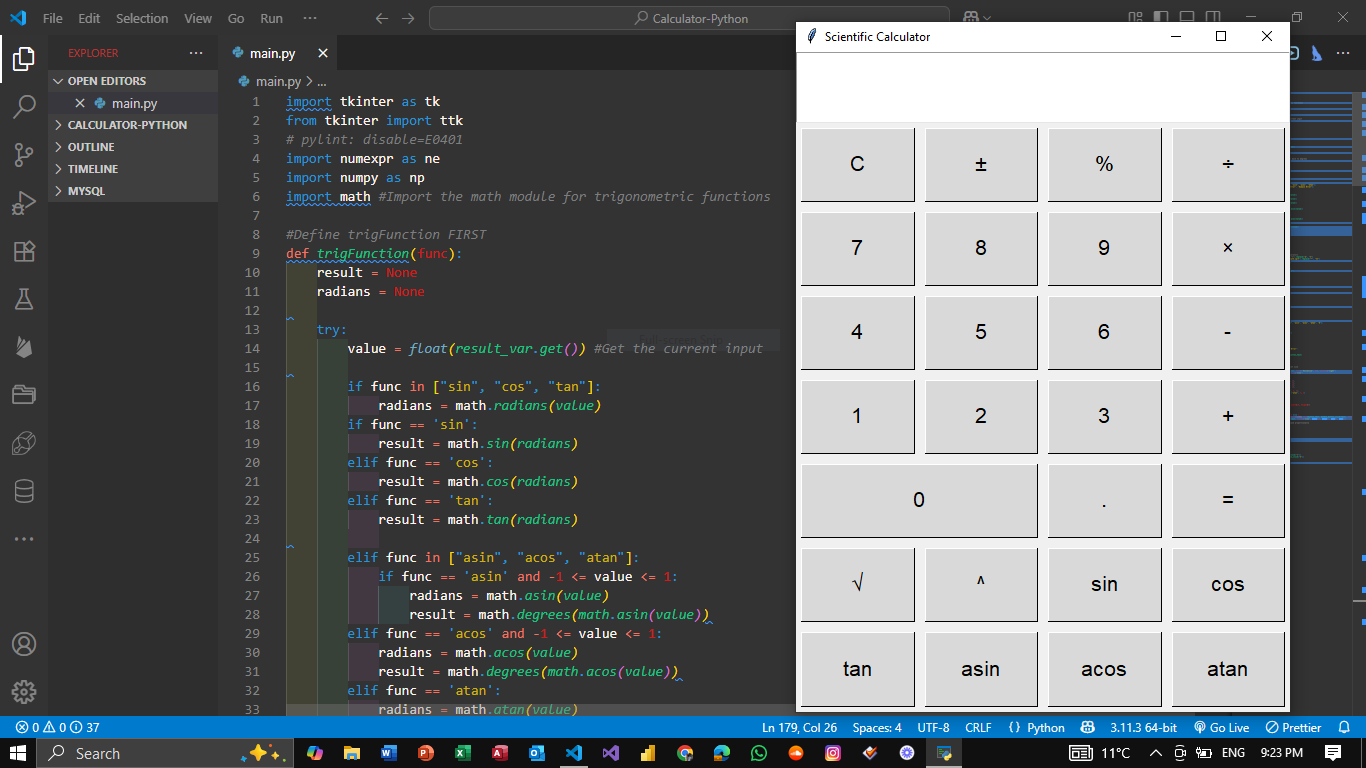 File Edit Selection View Go Run ··· Calculator-Python
EXPLORER ···
OPEN EDITORS
main.py
CALCULATOR-PYTHON
OUTLINE
TIMELINE
MYSQL
main.py
main.py > ...
1 import tkinter as tk
2 from tkinter import ttk
3 # pylint: disable=E0401
4 import numexpr as ne
5 import numpy as np
6 import math #Import the math module for trigonometric functions
7
8 #Define trigFunction FIRST
9 def trigFunction(func):
10 result = None
11 radians = None
12
13 try:
14 value = float(result_var.get()) #Get the current input
15
16 if func in ["sin", "cos", "tan"]:
17 radians = math.radians(value)
18 if func == 'sin':
19 result = math.sin(radians)
20 elif func == 'cos':
21 result = math.cos(radians)
22 elif func == 'tan':
23 result = math.tan(radians)
24
25 elif func in ["asin", "acos", "atan"]:
26 if func == 'asin' and -1 <= value <= 1:
27 radians = math.asin(value)
28 result = math.degrees(math.asin(value))
29 elif func == 'acos' and -1 <= value <= 1:
30 radians = math.acos(value)
31 result = math.degrees(math.acos(value))
32 elif func == 'atan':
33 radians = math.atan(value)
Scientific Calculator
C ± % ÷
7 8 9 ×
4 5 6 -
1 2 3 +
0 . =
√ ^ sin cos
tan asin acos atan
0 0 37 Ln 179, Col 26 Spaces: 4 UTF-8 CRLF {} Python 3.11.3 64-bit Go Live Prettier
Search 11°C ENG 9:23 PM